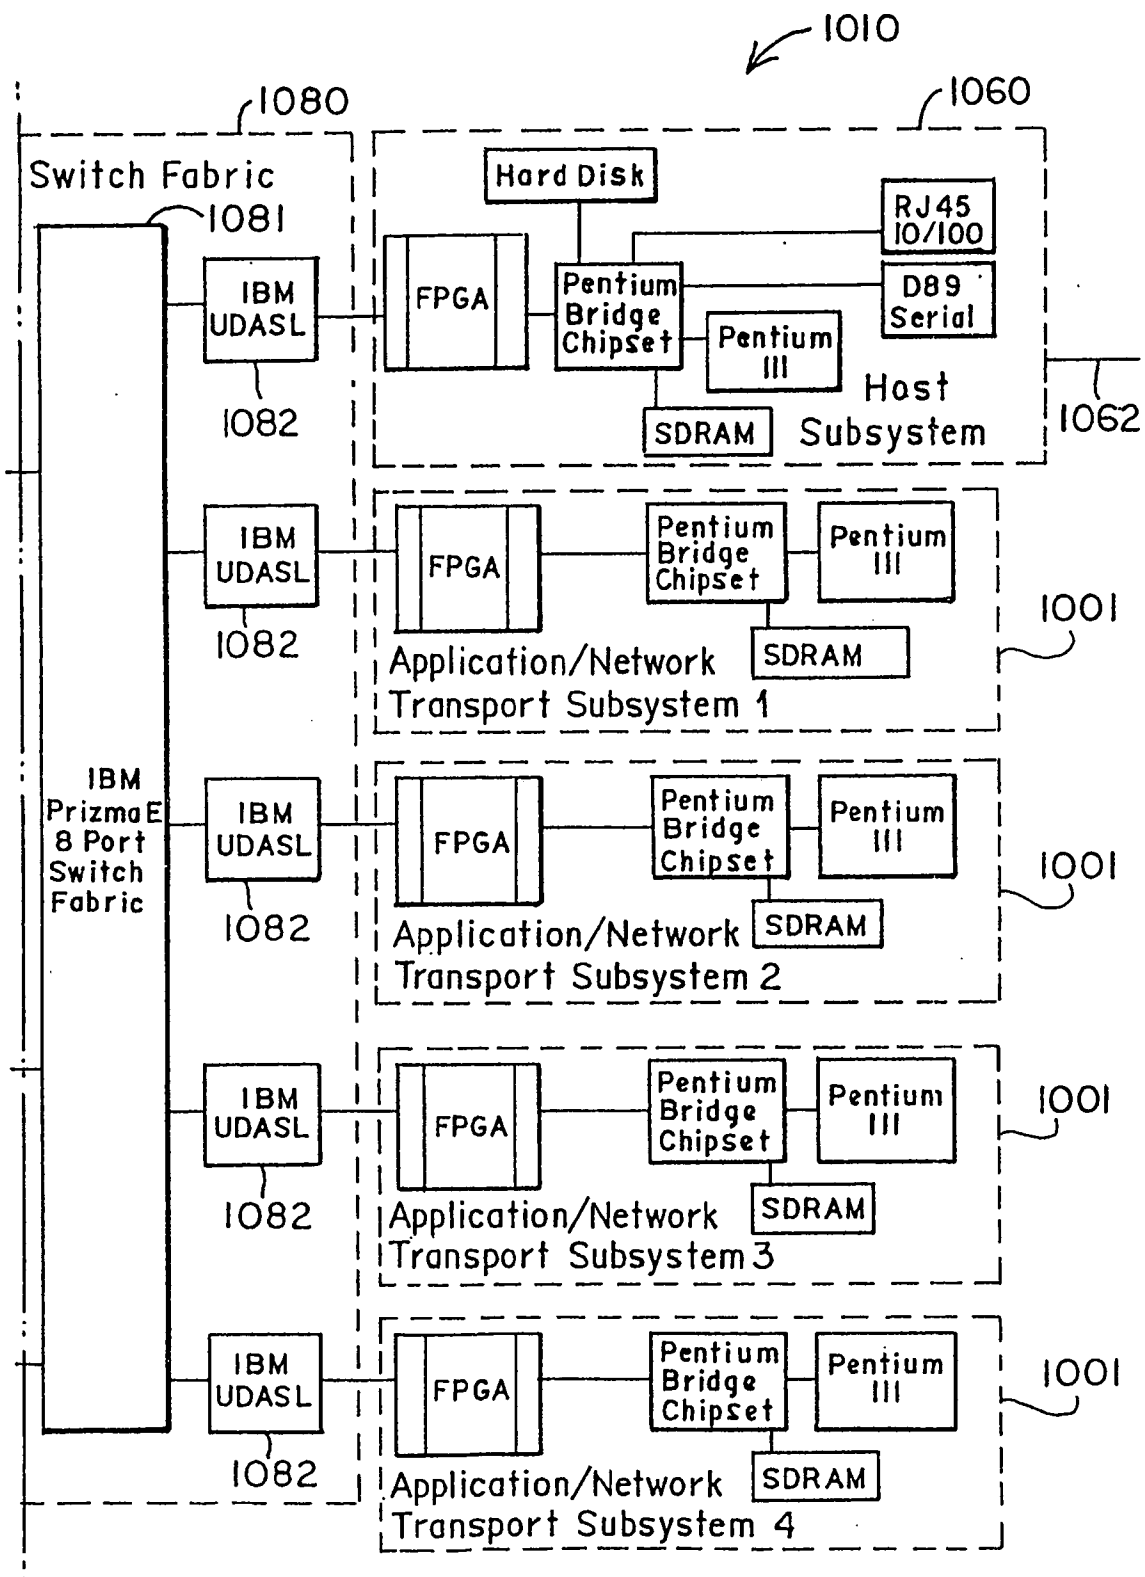 1010
1080
1060
Switch Fabric
1081
Hard Disk
RJ45
10/100
IBM
UDASL
FPGA
Pentium
Bridge
Chipset
D89
Serial
Pentium
III
1082
SDRAM
Host
Subsystem
1062
IBM
UDASL
1082
FPGA
Pentium
Bridge
Chipset
Pentium
III
SDRAM
1001
Application/Network
Transport Subsystem 1
IBM
PrizmaE
8 Port
Switch
Fabric
IBM
UDASL
1082
FPGA
Pentium
Bridge
Chipset
Pentium
III
SDRAM
1001
Application/Network
Transport Subsystem 2
IBM
UDASL
1082
FPGA
Pentium
Bridge
Chipset
Pentium
III
SDRAM
1001
Application/Network
Transport Subsystem 3
IBM
UDASL
1082
FPGA
Pentium
Bridge
Chipset
Pentium
III
SDRAM
1001
Application/Network
Transport Subsystem 4